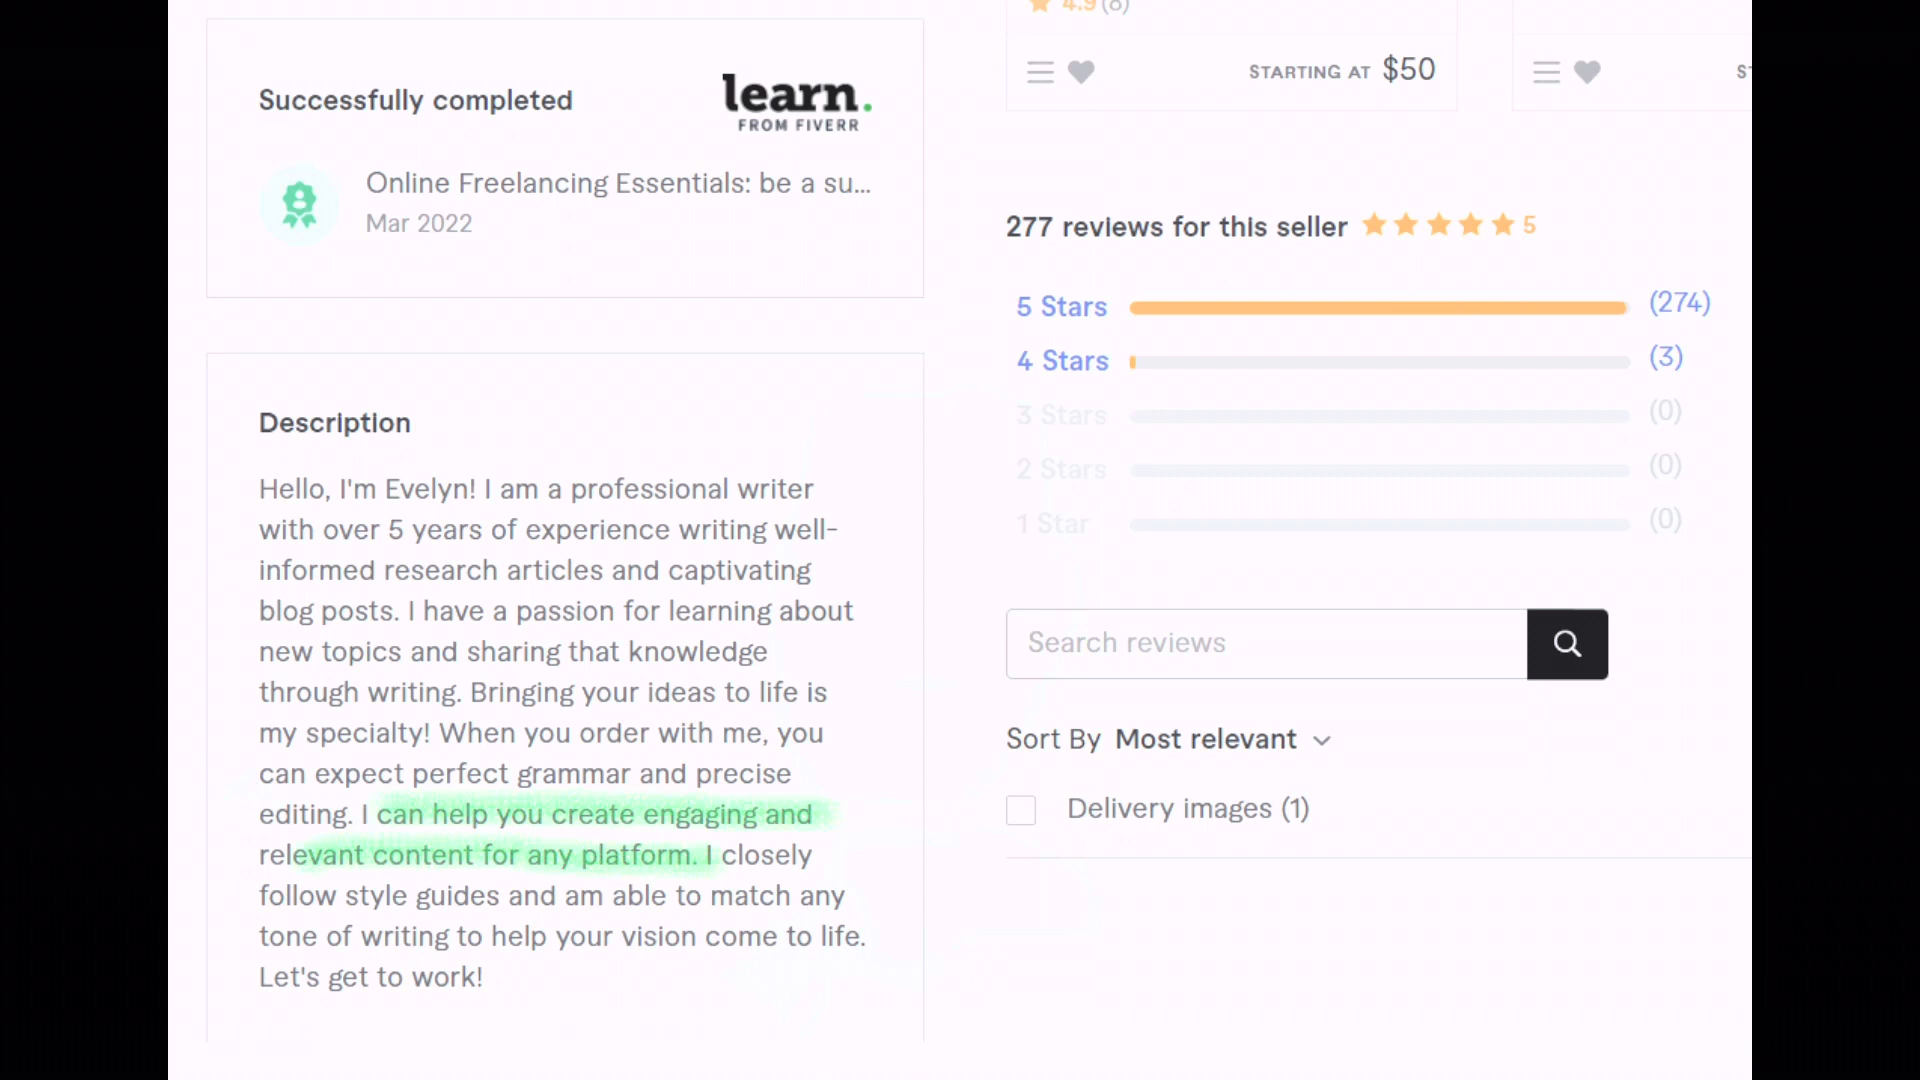 Successfully completed
learn.
FROM FIVERR
Online Freelancing Essentials: be a su...
Mar 2022
Description
Hello, I'm Evelyn! I am a professional writer
with over 5 years of experience writing well-
informed research articles and captivating
blog posts. I have a passion for learning about
new topics and sharing that knowledge
through writing. Bringing your ideas to life is
my specialty! When you order with me, you
can expect perfect grammar and precise
editing. I can help you create engaging and
relevant content for any platform. I closely
follow style guides and am able to match any
tone of writing to help your vision come to life.
Let's get to work!
4.9 (8)
STARTING AT $50
277 reviews for this seller 5
5 Stars (274)
4 Stars (3)
3 Stars (0)
2 Stars (0)
1 Star (0)
Search reviews
Sort By Most relevant
Delivery images (1)